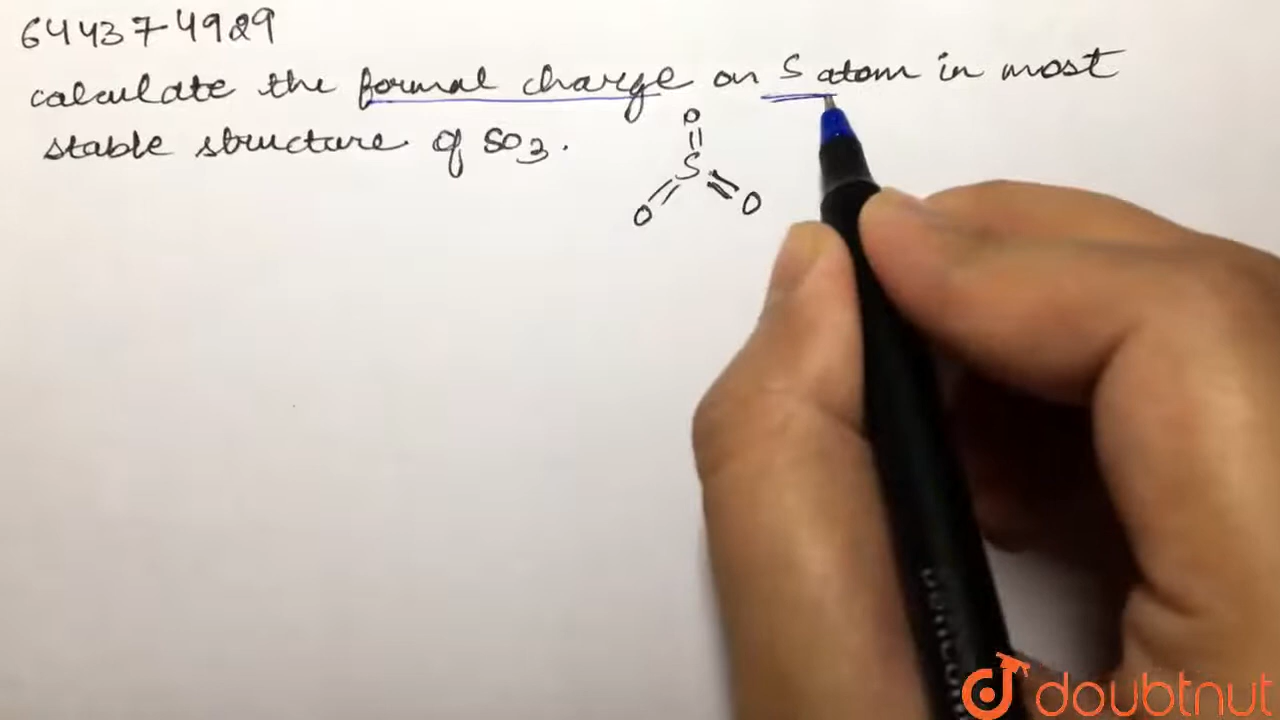 644374929
calculate the formal charge on S atom in most
stable structure of SO3.
O
S
O O
doubtnut